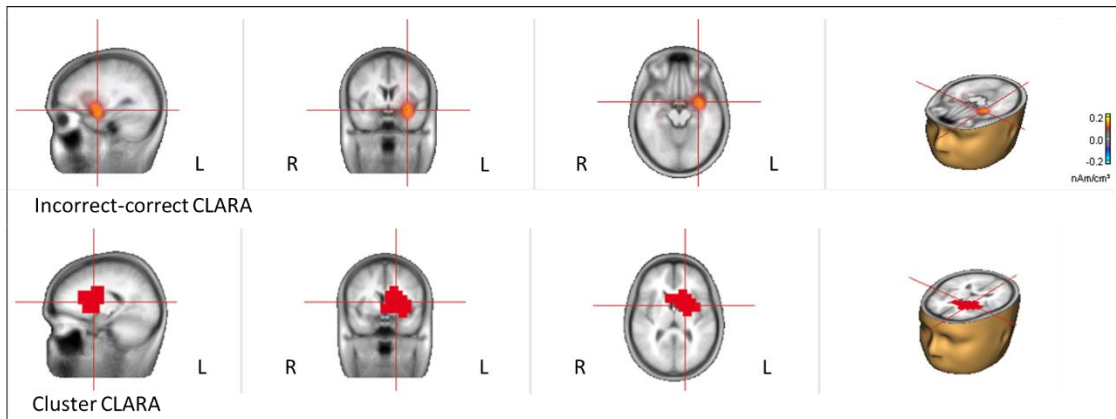 L
R
L
R
L
0.2
0.0
-0.2
nAm/cm³
Incorrect-correct CLARA
L
R
L
R
L
Cluster CLARA